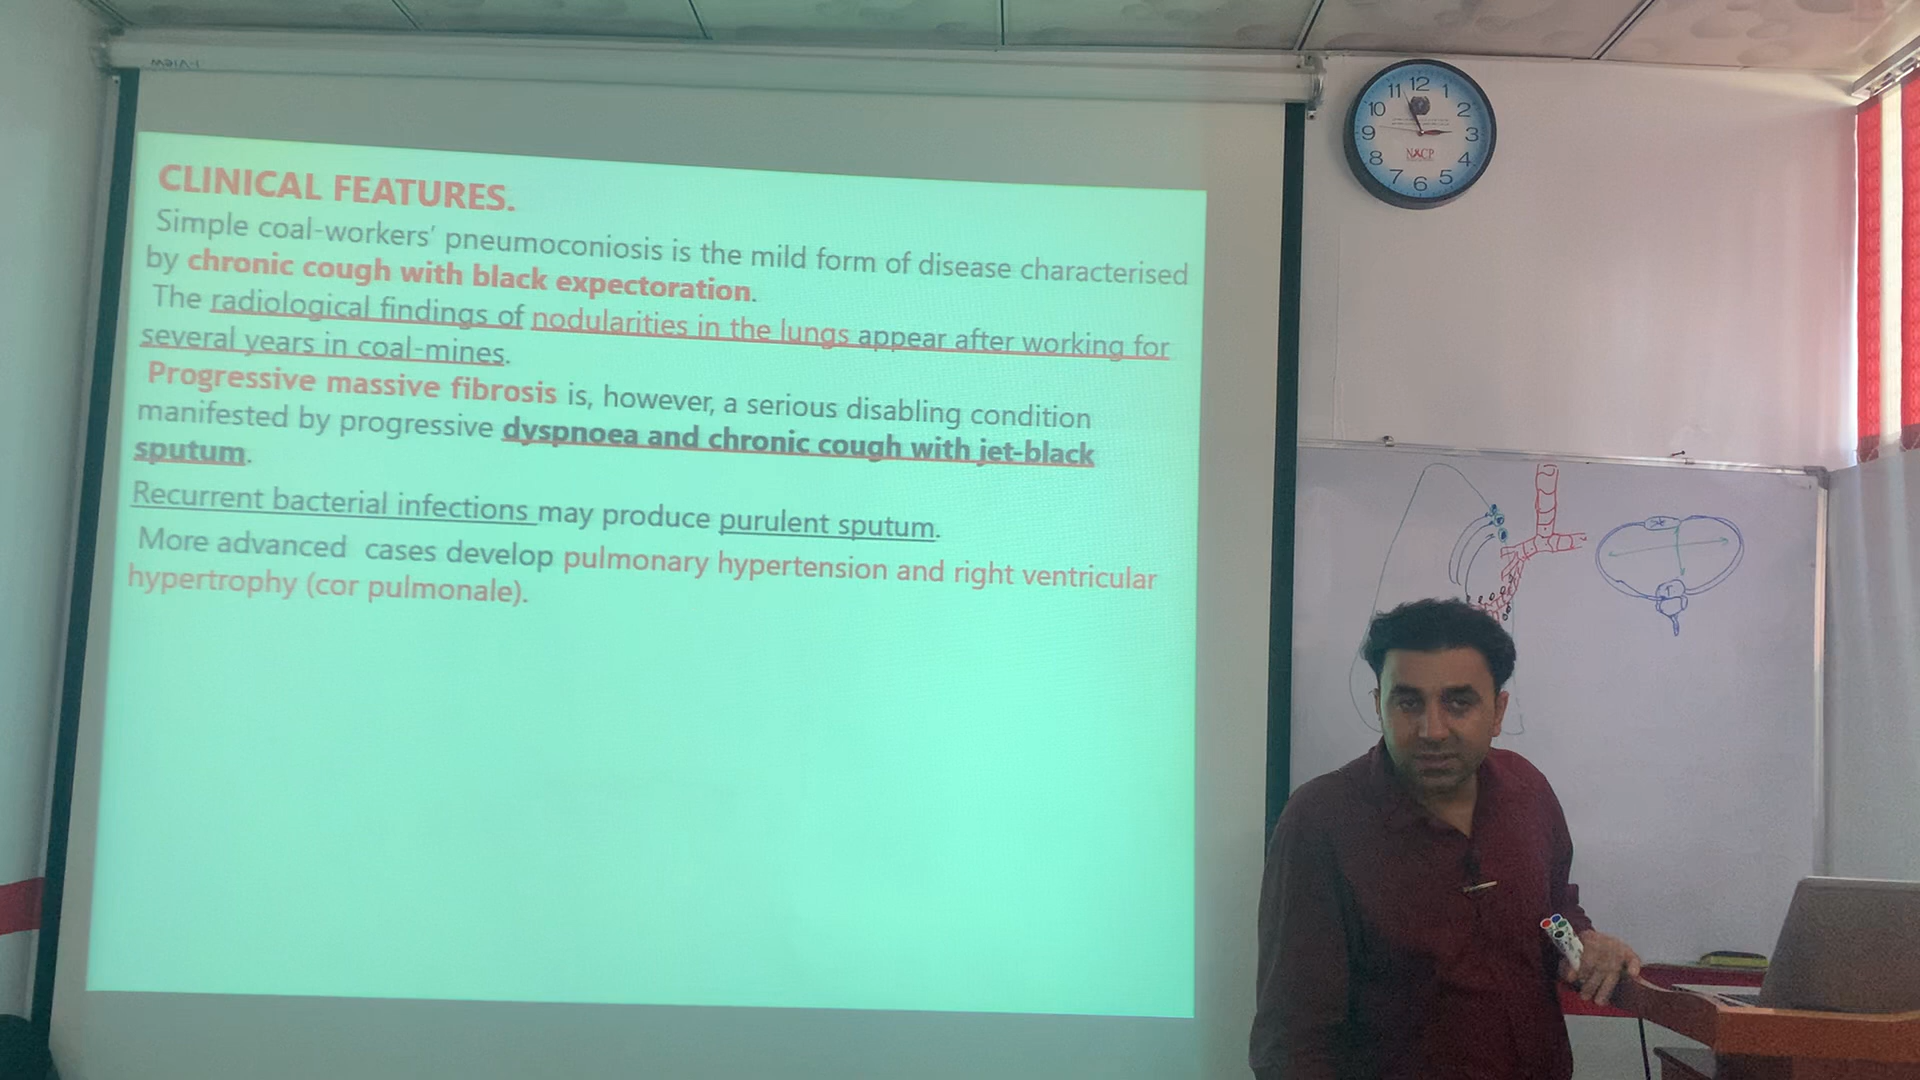 CLINICAL FEATURES.
Simple coal-workers' pneumoconiosis is the mild form of disease characterised
by chronic cough with black expectoration.
The radiological findings of nodularities in the lungs appear after working for
several years in coal-mines.
Progressive massive fibrosis is, however, a serious disabling condition
manifested by progressive dyspnoea and chronic cough with jet-black
sputum.
Recurrent bacterial infections may produce purulent sputum.
More advanced cases develop pulmonary hypertension and right ventricular
hypertrophy (cor pulmonale).
12
1
2
3
4
5
6
7
8
9
10
11